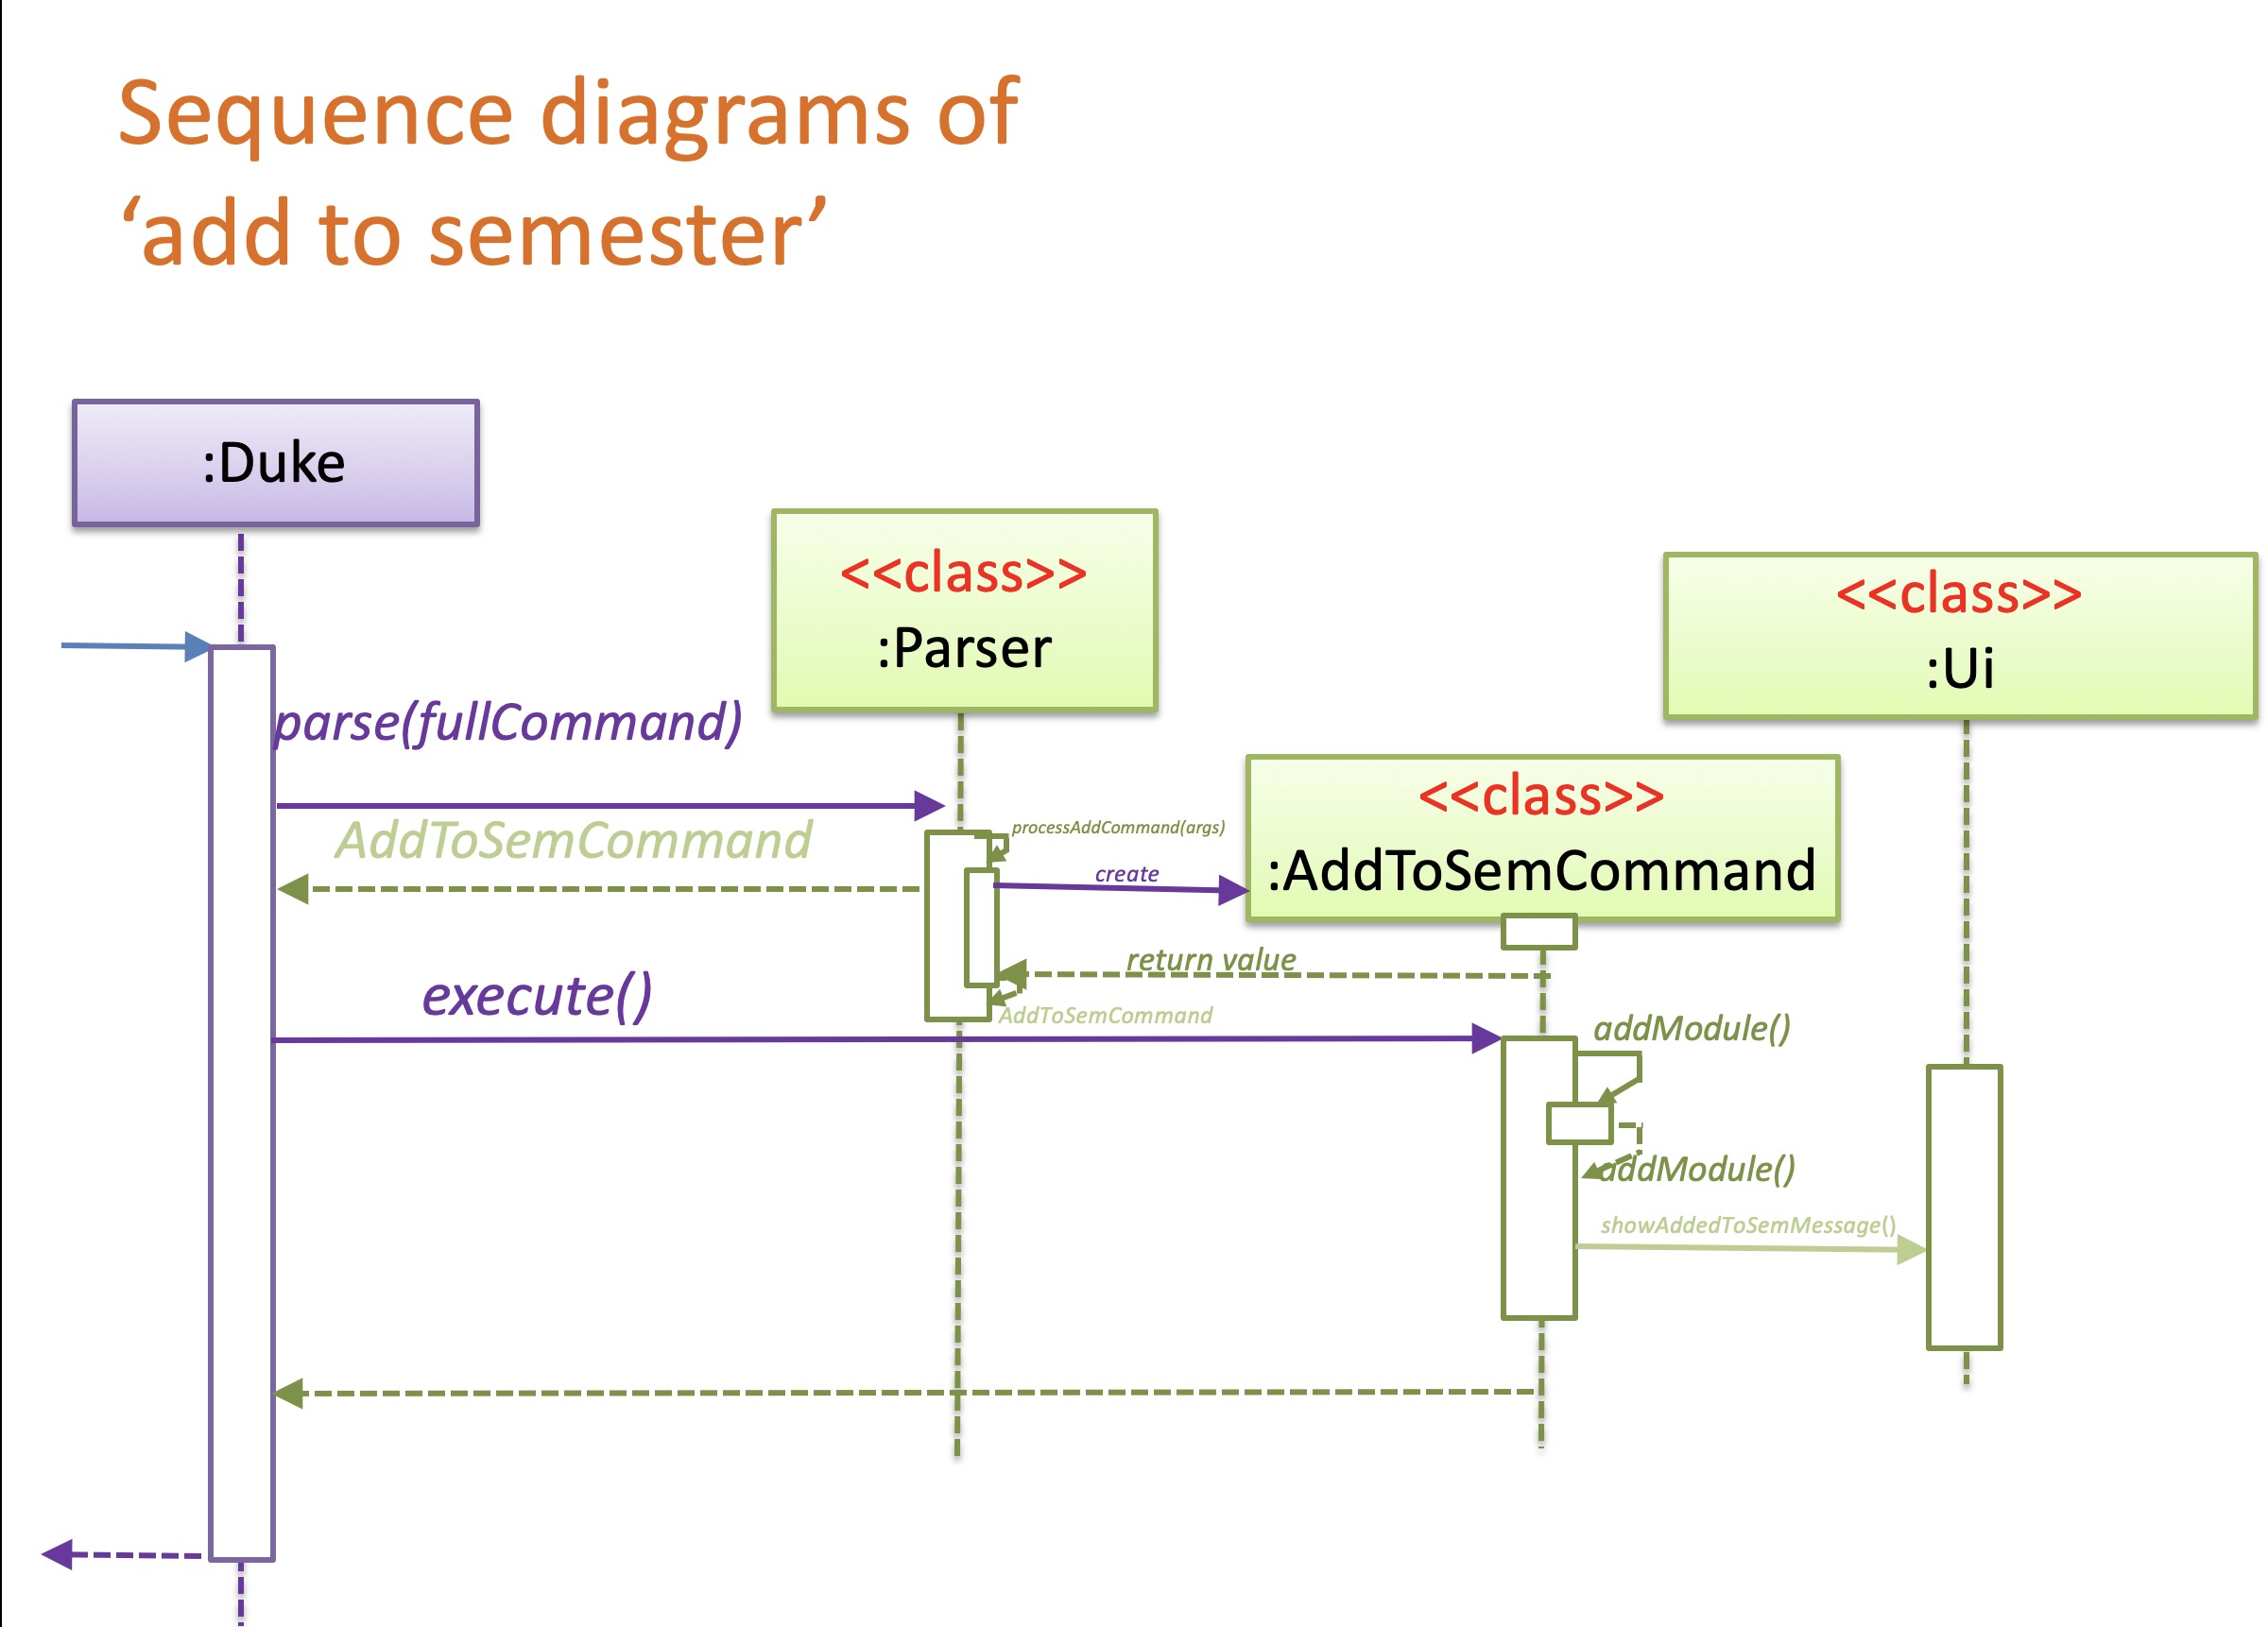 Sequence diagrams of
‘add to semester’
:Duke
<<class>>
:Parser
<<class>>
:Ui
parse(fullCommand)
<<class>>
:AddToSemCommand
processAddCommand(args)
AddToSemCommand
create
return value
execute()
AddToSemCommand
addModule()
addModule()
showAddedToSemMessage()